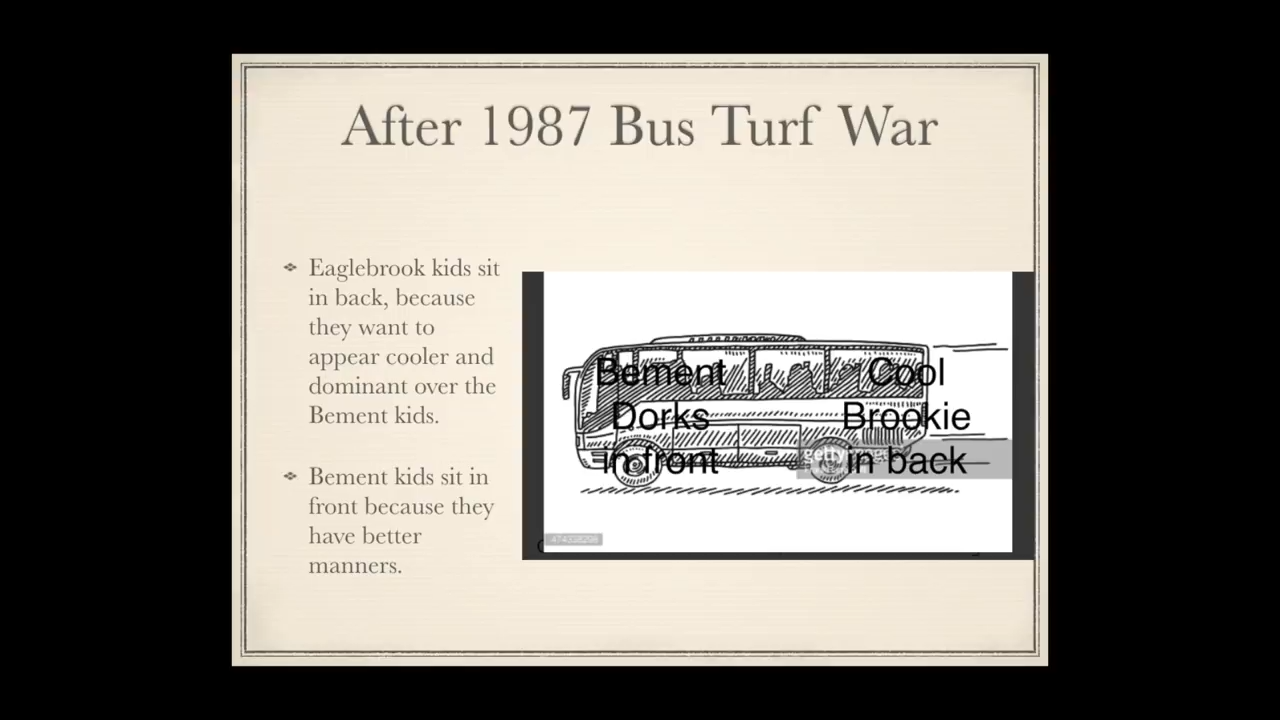 After 1987 Bus Turf War
Eaglebrook kids sit
in back, because
they want to
appear cooler and
dominant over the
Bement kids.
Bement kids sit in
front because they
have better
manners.
Bement
Dorks
in front
Cool
Brookie
in back